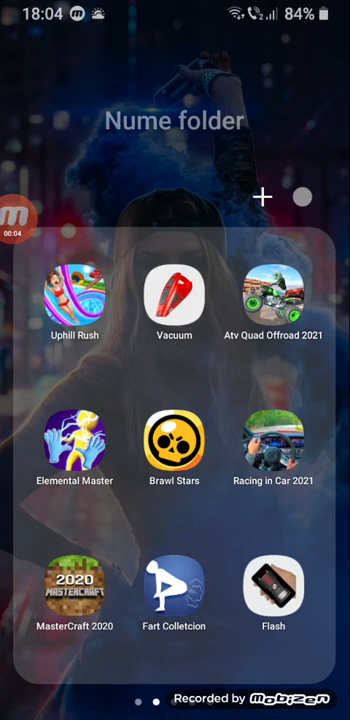 18:04
84%
Nume folder
00:04
Uphill Rush
Vacuum
Atv Quad Offroad 2021
Elemental Master
Brawl Stars
Racing in Car 2021
2020
MASTERCRAFT
MasterCraft 2020
Fart Colletcion
Flash
Recorded by mobizen